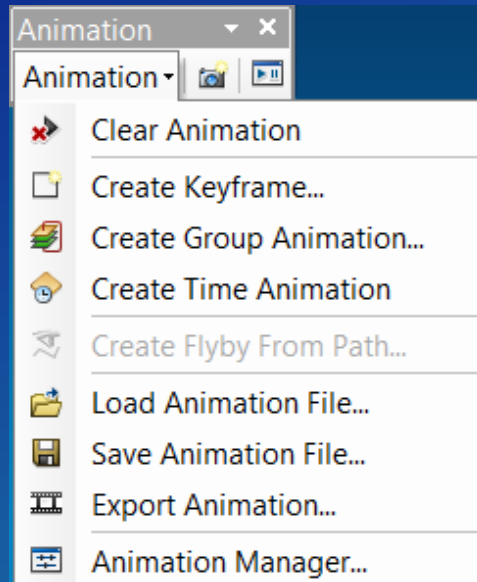 Animation
Animation
Clear Animation
Create Keyframe...
Create Group Animation...
Create Time Animation
Create Flyby From Path...
Load Animation File...
Save Animation File...
Export Animation...
Animation Manager...